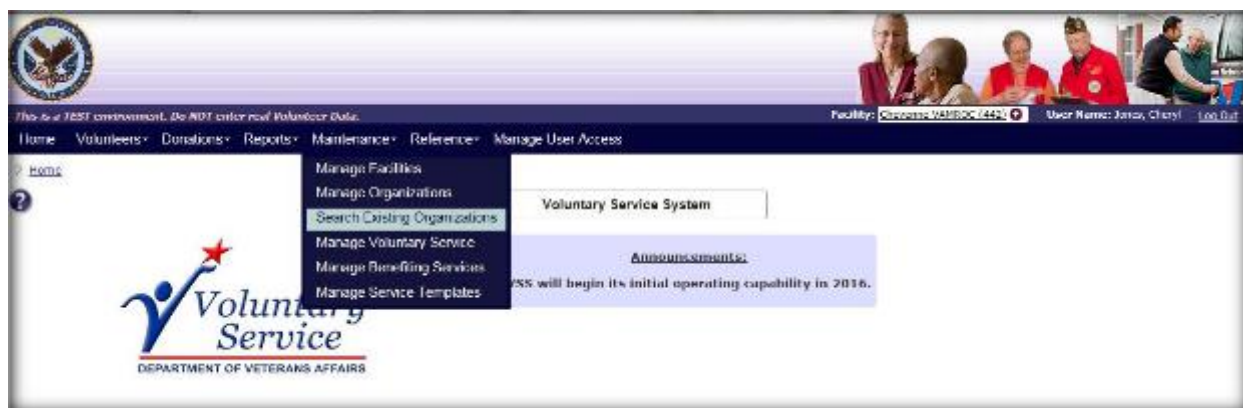 This is a TEST environment. Do NOT enter real Volunteer Data.
Facility:
User Name: Jones, Cheryl
Log Out
Home Volunteers Donations Reports Maintenance Reference Manage User Access
Home
Manage Facilities
Manage Organizations
Search Existing Organizations
Manage Voluntary Service
Manage Benefiting Services
Manage Service Templates
Voluntary Service System
Announcements:
VSS will begin its initial operating capability in 2016.
Voluntary
Service
DEPARTMENT OF VETERANS AFFAIRS